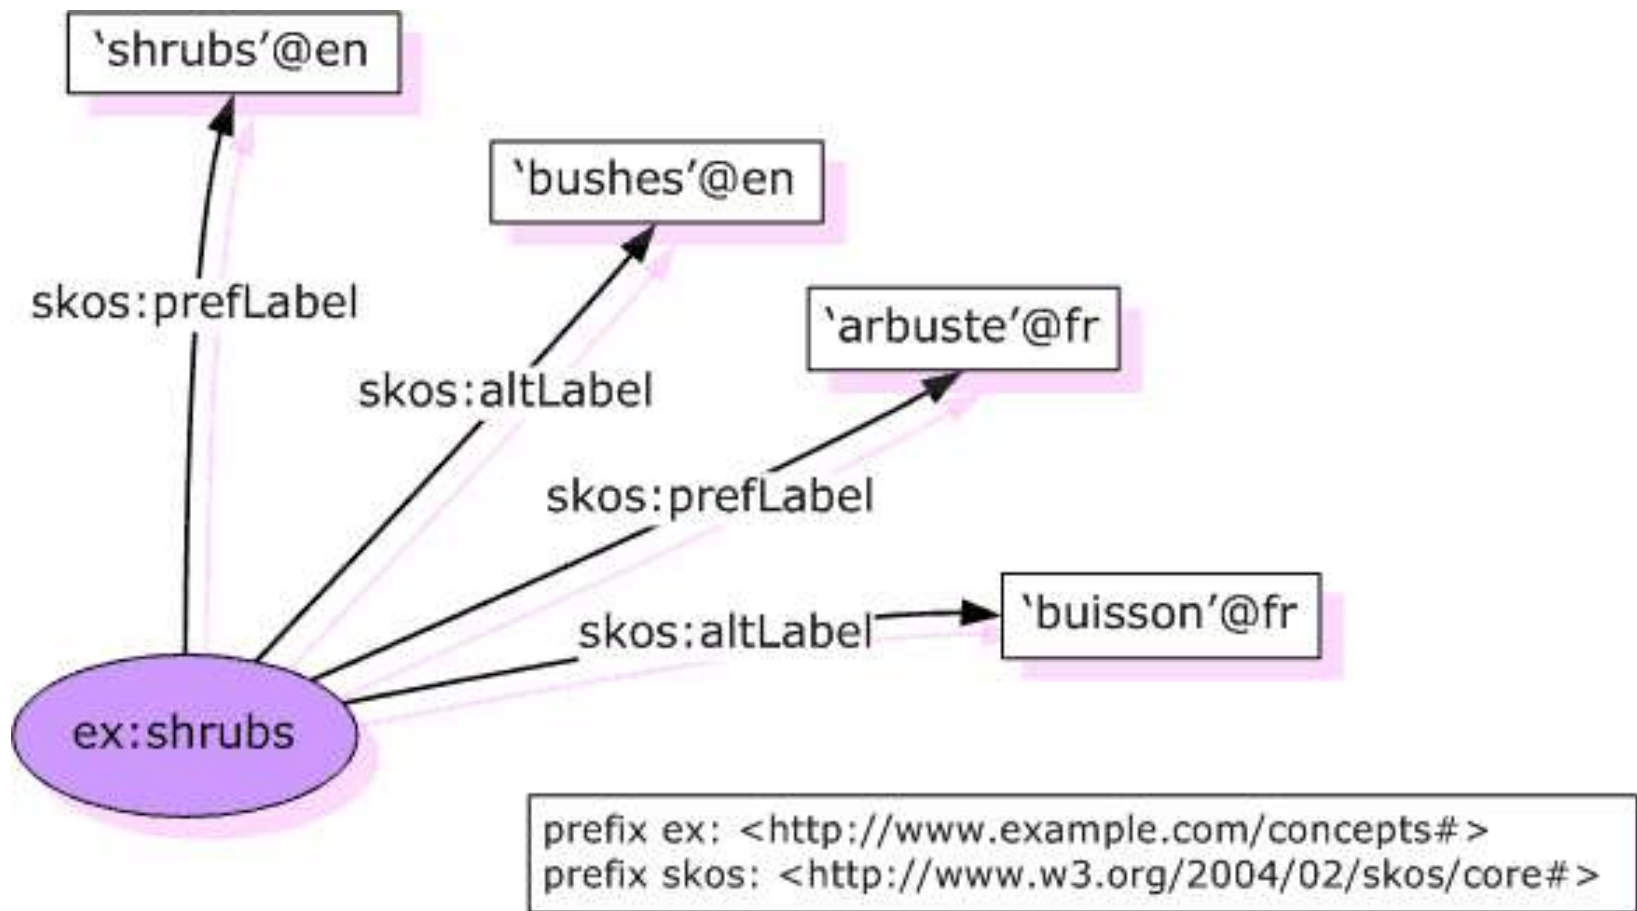 ‘shrubs’@en
‘bushes’@en
skos:prefLabel
‘arbuste’@fr
skos:altLabel
skos:prefLabel
‘buisson’@fr
skos:altLabel
ex:shrubs
prefix ex: <http://www.example.com/concepts#>
prefix skos: <http://www.w3.org/2004/02/skos/core#>